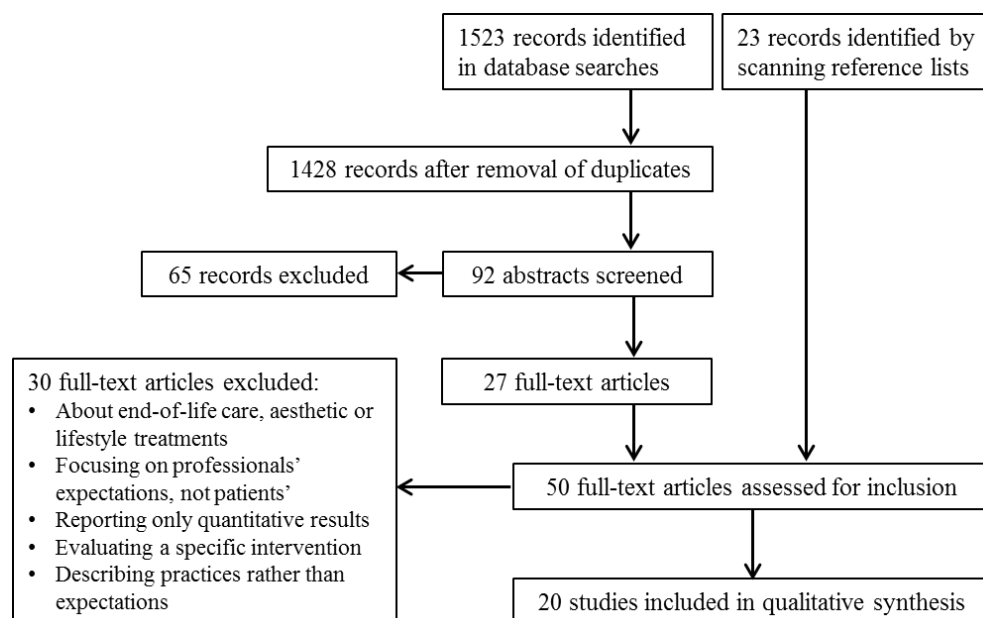 1523 records identified
in database searches
23 records identified by
scanning reference lists
1428 records after removal of duplicates
65 records excluded
92 abstracts screened
27 full-text articles
30 full-text articles excluded:
• About end-of-life care, aesthetic or
lifestyle treatments
• Focusing on professionals’
expectations, not patients’
• Reporting only quantitative results
• Evaluating a specific intervention
• Describing practices rather than
expectations
50 full-text articles assessed for inclusion
20 studies included in qualitative synthesis